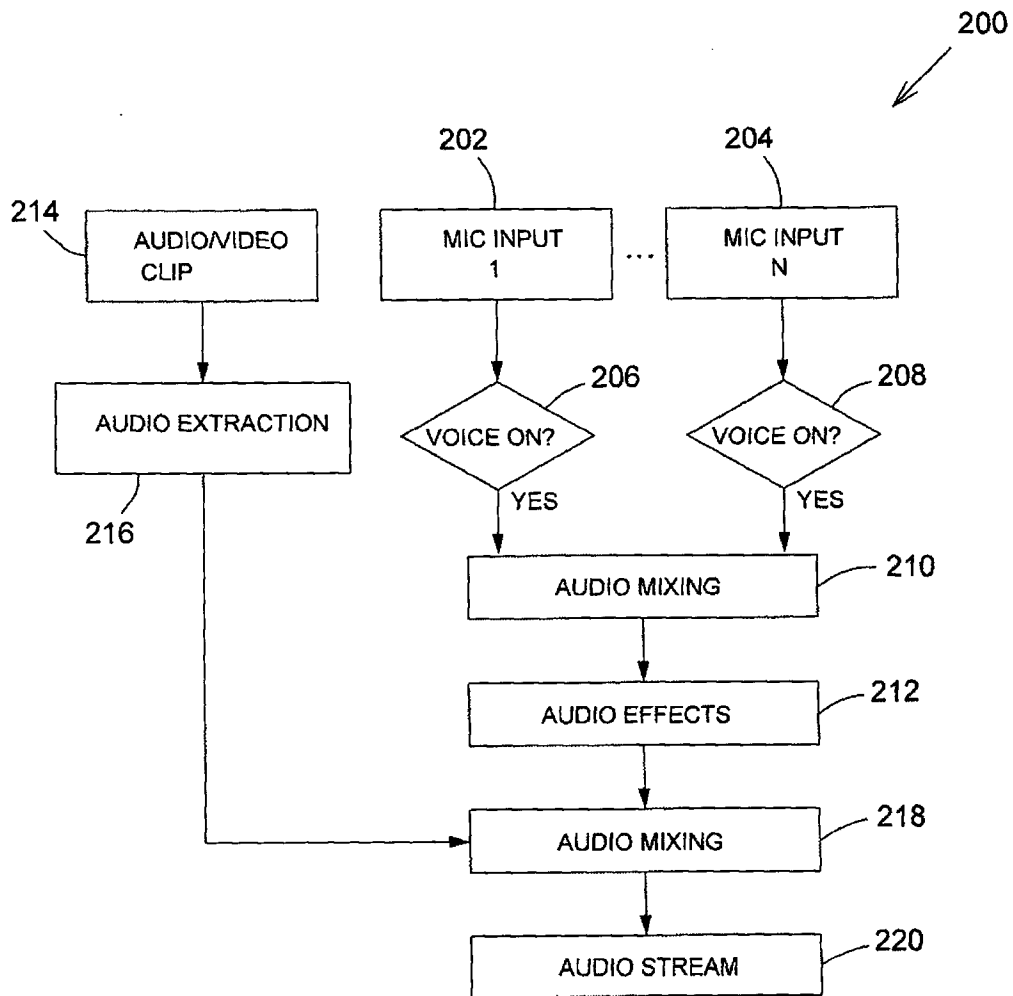 200
202
204
214
AUDIO/VIDEO
CLIP
MIC INPUT
1
...
MIC INPUT
N
206
208
AUDIO EXTRACTION
VOICE ON?
VOICE ON?
216
YES
YES
AUDIO MIXING
210
AUDIO EFFECTS
212
AUDIO MIXING
218
AUDIO STREAM
220